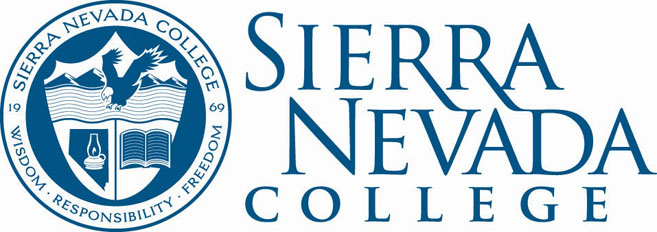 SIERRA NEVADA COLLEGE
19 69
WISDOM · RESPONSIBILITY · FREEDOM
SIERRA
NEVADA
COLLEGE